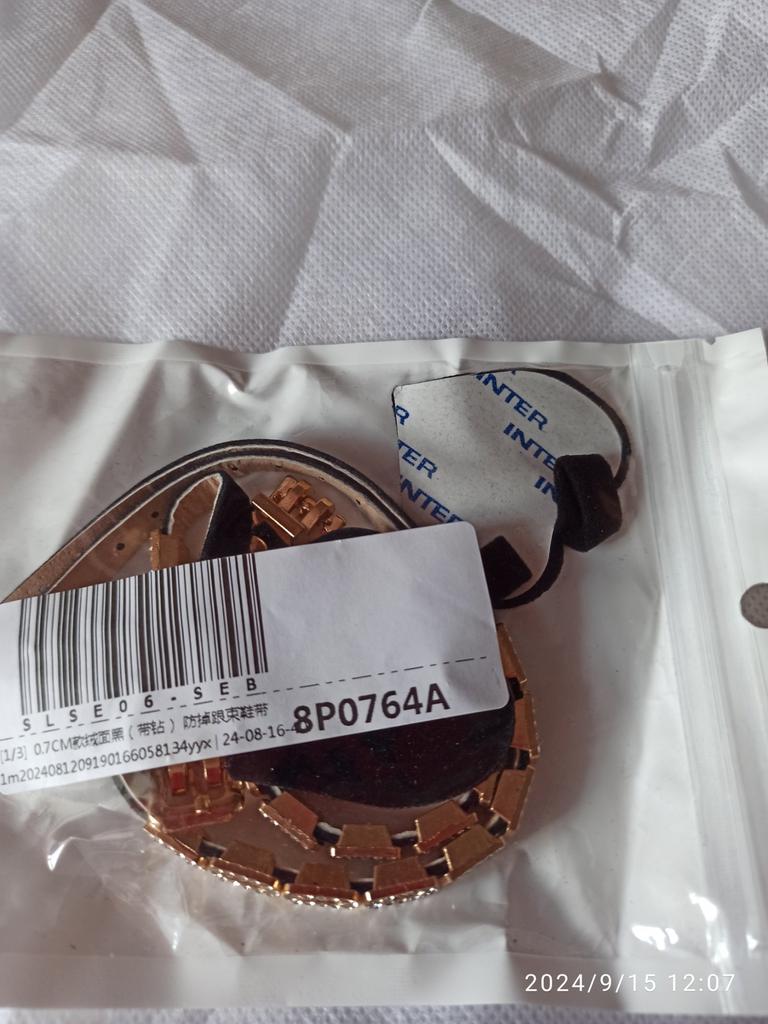 INTER
INTER
INTER
SLSE06-SEB
8P0764A
[1/3] 0.7CM款绒面黑（带钻）防掉跟束鞋带
1m2024081209190166058134yyx | 24-08-16-
2024/9/15 12:07